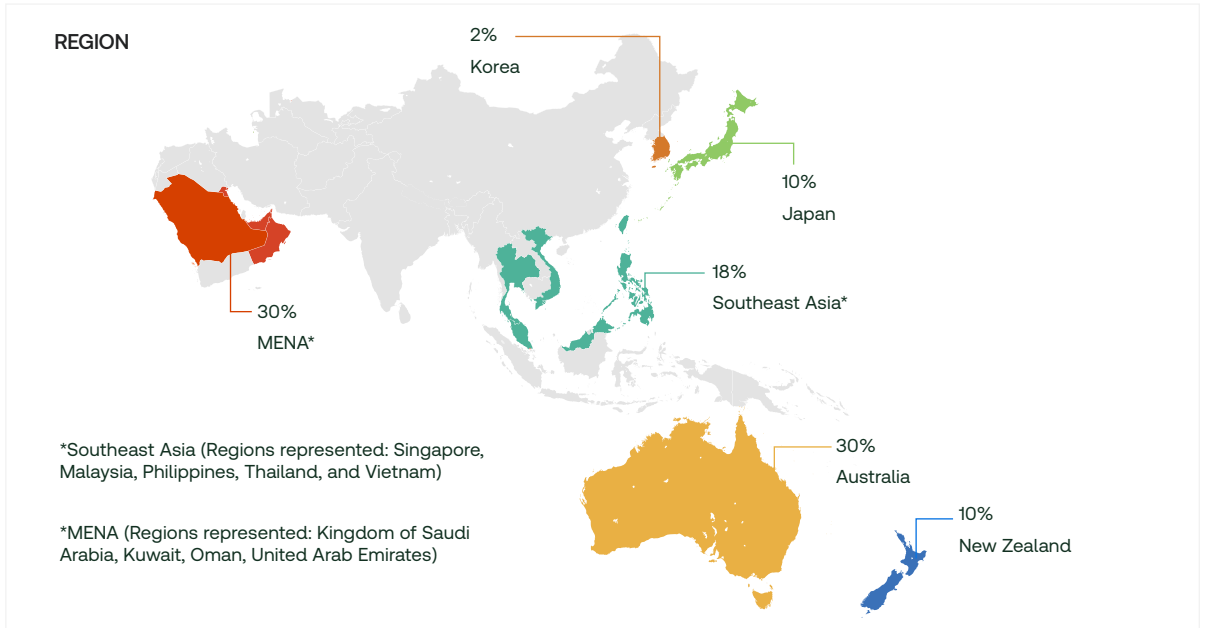 REGION
2%
Korea
10%
Japan
18%
Southeast Asia*
30%
MENA*
*Southeast Asia (Regions represented: Singapore,
Malaysia, Philippines, Thailand, and Vietnam)
30%
Australia
*MENA (Regions represented: Kingdom of Saudi
Arabia, Kuwait, Oman, United Arab Emirates)
10%
New Zealand